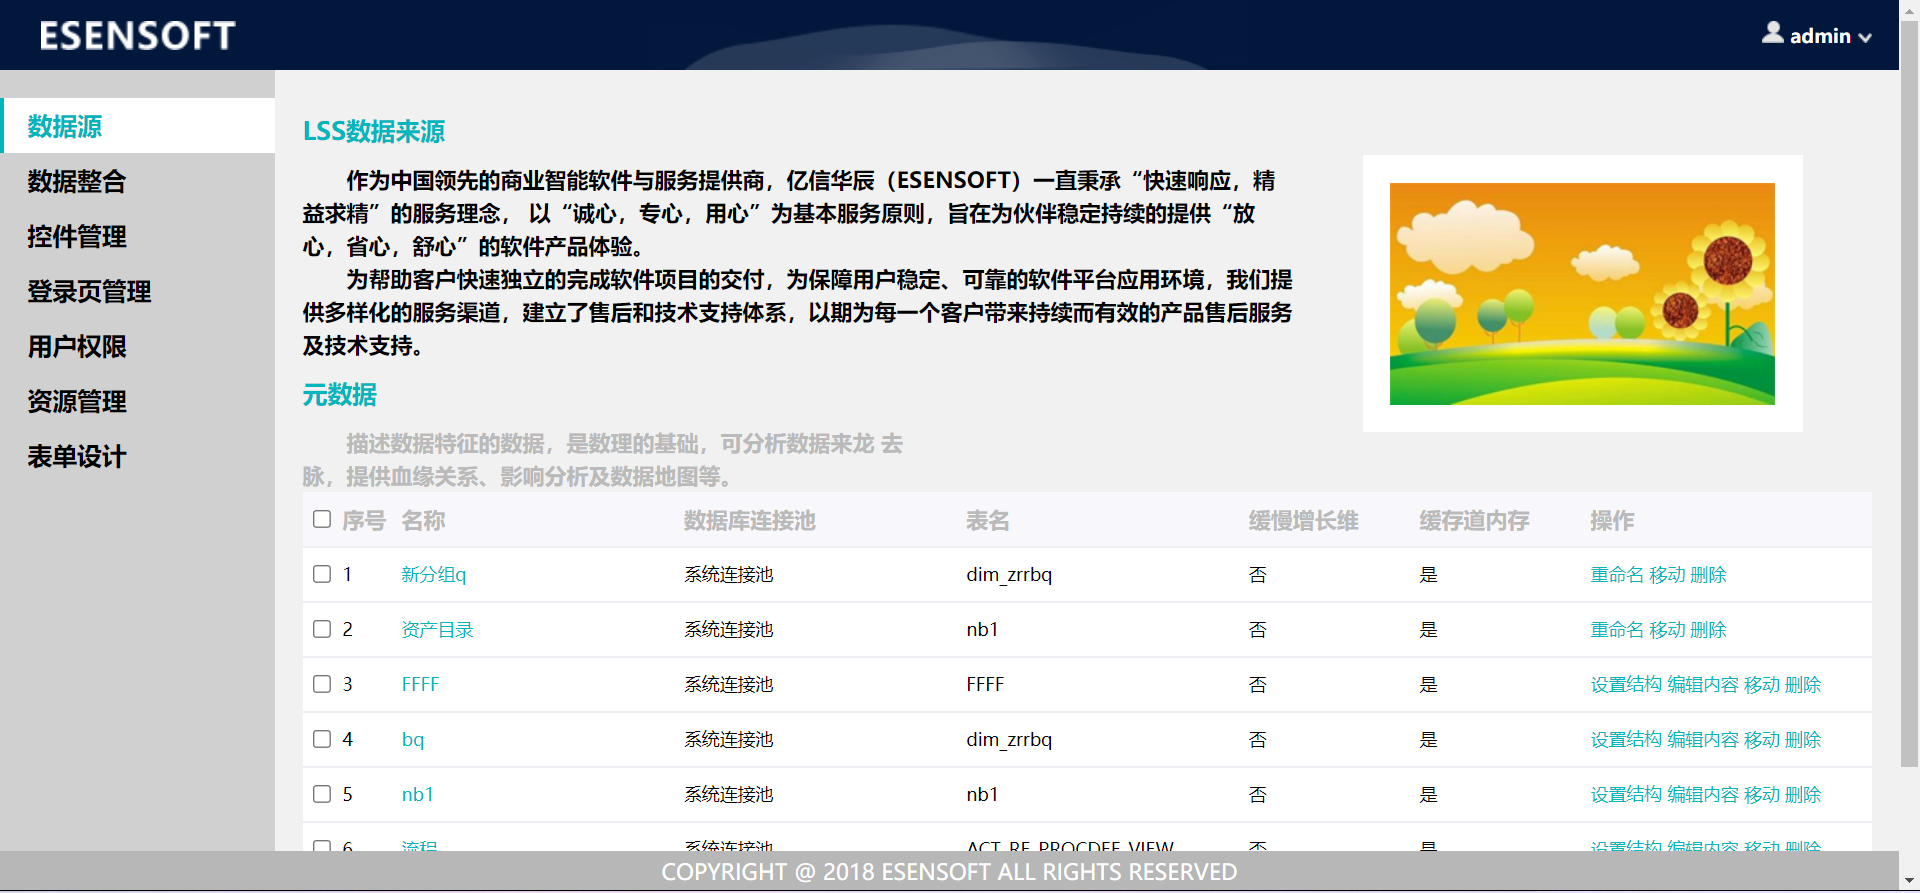 ESENSOFT
admin
数据源
数据整合
控件管理
登录页管理
用户权限
资源管理
表单设计
LSS数据来源
作为中国领先的商业智能软件与服务提供商，亿信华辰（ESENSOFT）一直秉承“快速响应，精
益求精”的服务理念， 以“诚心，专心，用心”为基本服务原则，旨在为伙伴稳定持续的提供“放
心，省心，舒心”的软件产品体验。
为帮助客户快速独立的完成软件项目的交付，为保障用户稳定、可靠的软件平台应用环境，我们提
供多样化的服务渠道，建立了售后和技术支持体系，以期为每一个客户带来持续而有效的产品售后服务
及技术支持。
元数据
描述数据特征的数据，是数理的基础，可分析数据来龙 去
脉，提供血缘关系、影响分析及数据地图等。
序号 名称 数据库连接池 表名 缓慢增长维 缓存道内存 操作
1 新分组q 系统连接池 dim_zrrbq 否 是 重命名 移动 删除
2 资产目录 系统连接池 nb1 否 是 重命名 移动 删除
3 FFFF 系统连接池 FFFF 否 是 设置结构 编辑内容 移动 删除
4 bq 系统连接池 dim_zrrbq 否 是 设置结构 编辑内容 移动 删除
5 nb1 系统连接池 nb1 否 是 设置结构 编辑内容 移动 删除
6 流程 系统连接池 ACT_RE_PROCDEF_VIEW 否 是 设置结构 编辑内容 移动 删除
COPYRIGHT @ 2018 ESENSOFT ALL RIGHTS RESERVED